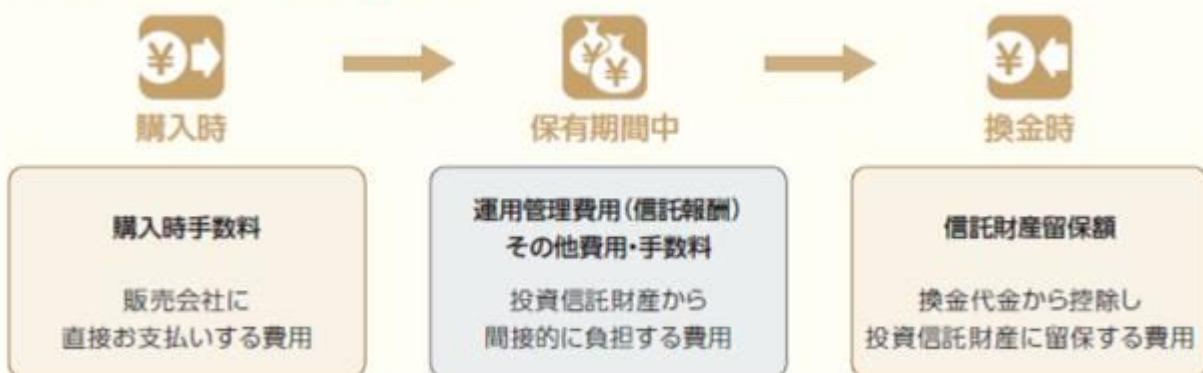 購入時
保有期間中
換金時
購入時手数料
販売会社に
直接お支払いする費用
運用管理費用(信託報酬)
その他費用・手数料
投資信託財産から
間接的に負担する費用
信託財産留保額
換金代金から控除し
投資信託財産に留保する費用